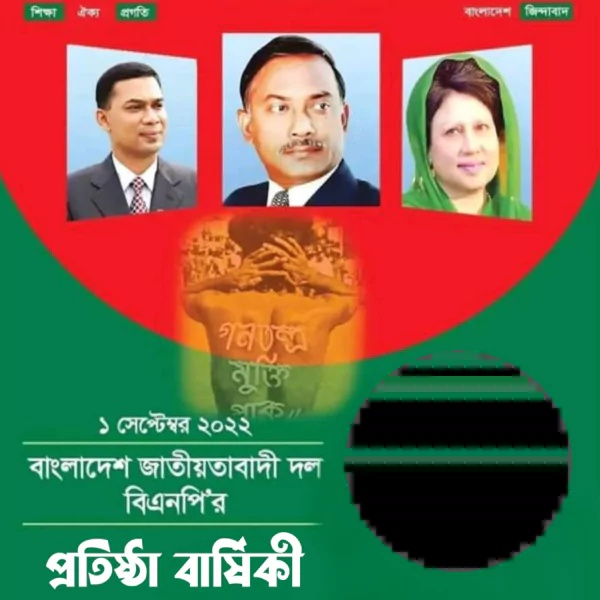 শিক্ষা ঐক্য প্রগতি
বাংলাদেশ জিন্দাবাদ
গনতন্ত্র
মুক্তি
পাক॥
১ সেপ্টেম্বর ২০২২
বাংলাদেশ জাতীয়তাবাদী দল
বিএনপি'র
প্রতিষ্ঠা বার্ষিকী